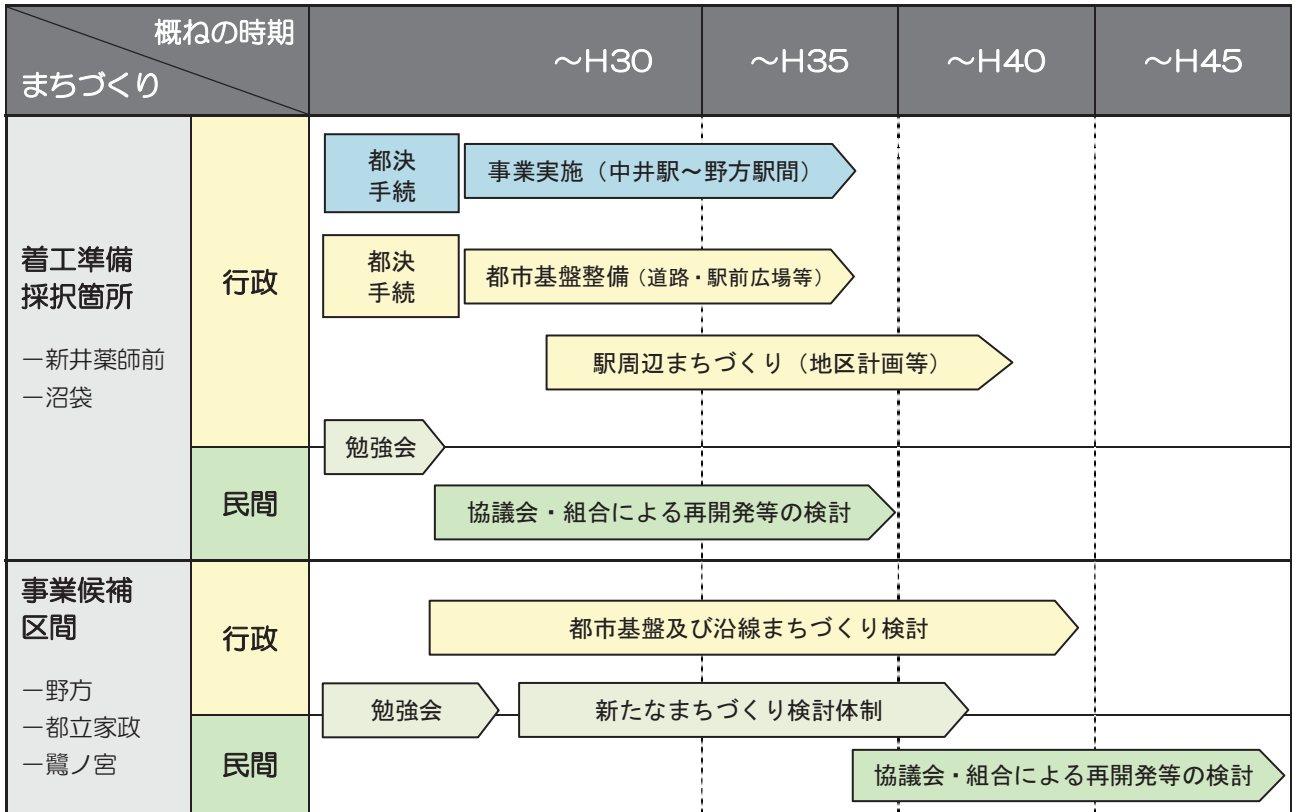 概ねの時期
まちづくり
～H30
～H35
～H40
～H45
着工準備
採択箇所
－新井薬師前
－沼袋
行政
都決
手続
事業実施（中井駅～野方駅間）
都決
手続
都市基盤整備（道路・駅前広場等）
駅周辺まちづくり（地区計画等）
勉強会
民間
協議会・組合による再開発等の検討
事業候補
区間
－野方
－都立家政
－鷺ノ宮
行政
都市基盤及び沿線まちづくり検討
勉強会
新たなまちづくり検討体制
民間
協議会・組合による再開発等の検討